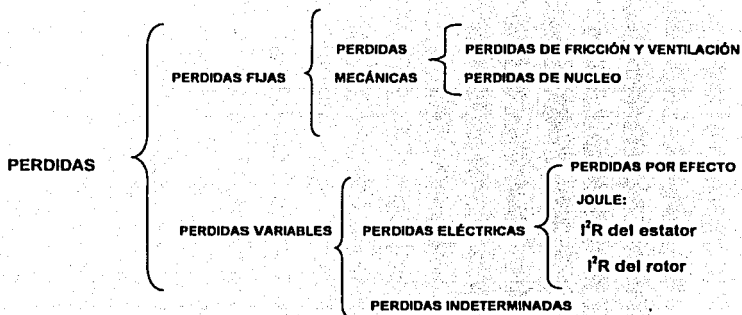 PERDIDAS
PERDIDAS FIJAS
PERDIDAS
MECÁNICAS
PERDIDAS DE FRICCIÓN Y VENTILACIÓN
PERDIDAS DE NUCLEO
PERDIDAS VARIABLES
PERDIDAS ELÉCTRICAS
PERDIDAS POR EFECTO
JOULE:
I²R del estator
I²R del rotor
PERDIDAS INDETERMINADAS